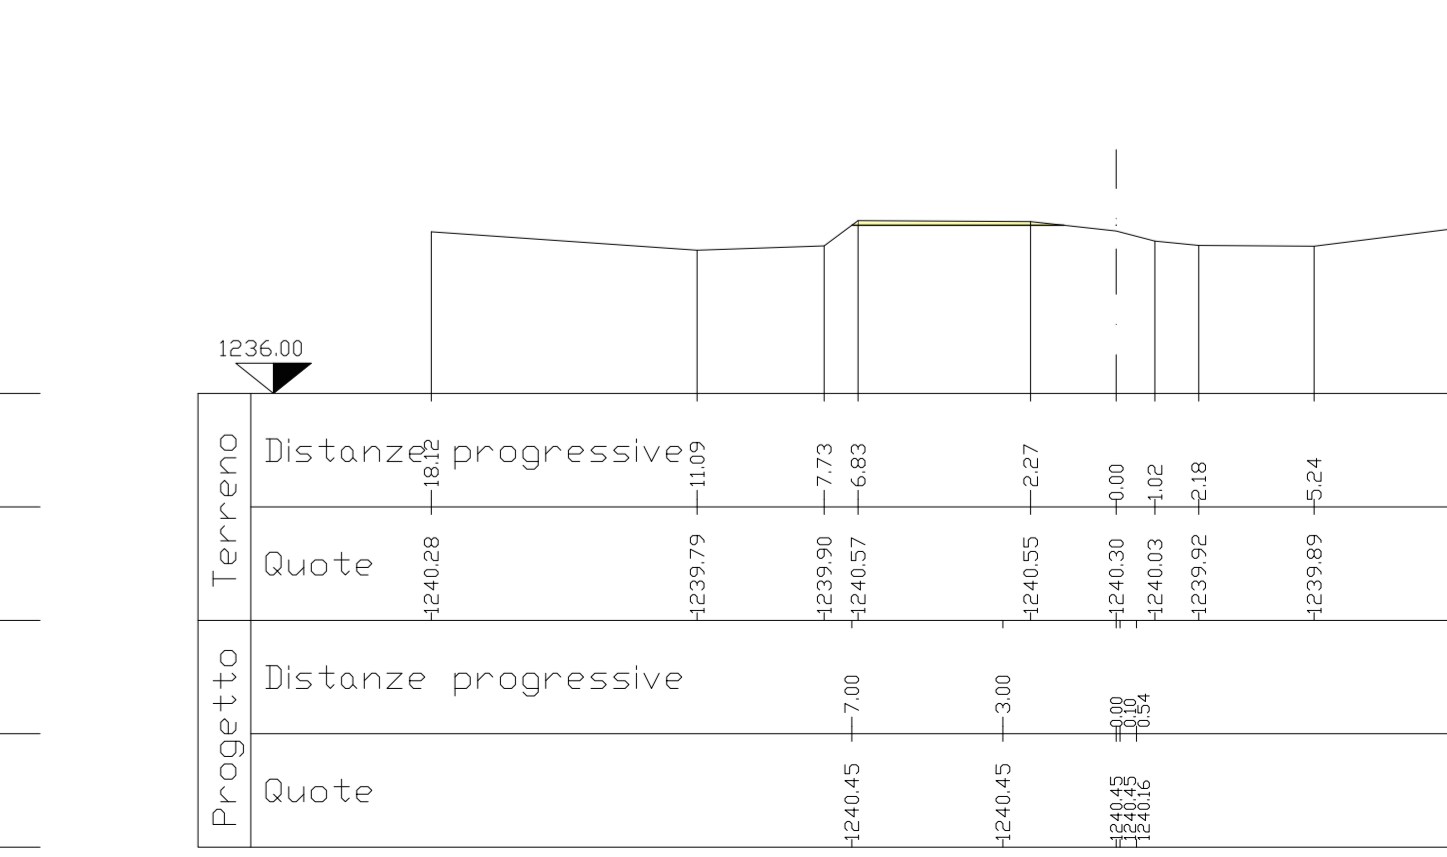 1236.00
Terreno
Distanze progressive
-18.12 -11.09 -7.73 -6.83 -2.27 0.00 1.02 2.18 5.24
Quote
1240.28 1239.79 1239.90 1240.57 1240.55 1240.30 1240.03 1239.92 1239.89
Progetto
Distanze progressive
-7.00 -3.00 0.00 0.10 0.54
Quote
1240.45 1240.45 1240.45 1240.45 1240.16